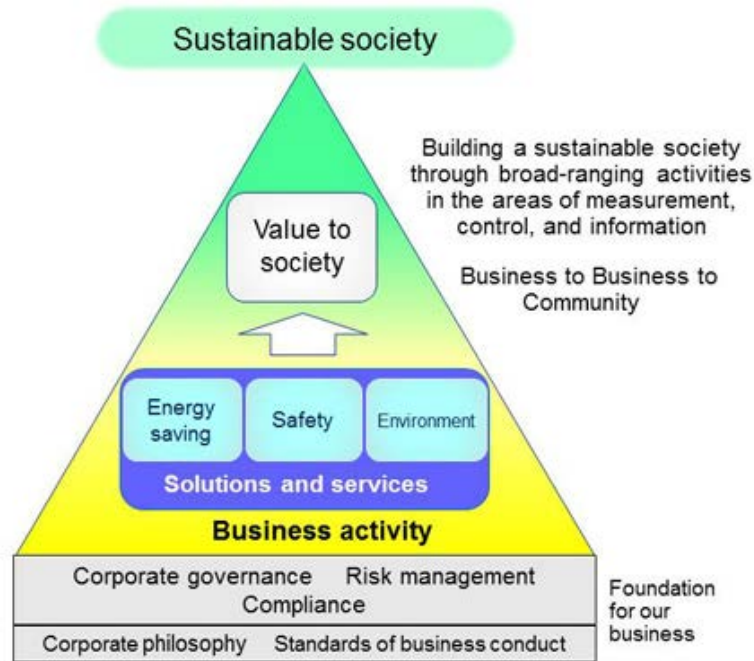 Sustainable society
Building a sustainable society
through broad-ranging activities
in the areas of measurement,
control, and information
Business to Business to
Community
Value to
society
Energy
saving
Safety
Environment
Solutions and services
Business activity
Corporate governance Risk management
Compliance
Corporate philosophy Standards of business conduct
Foundation
for our
business